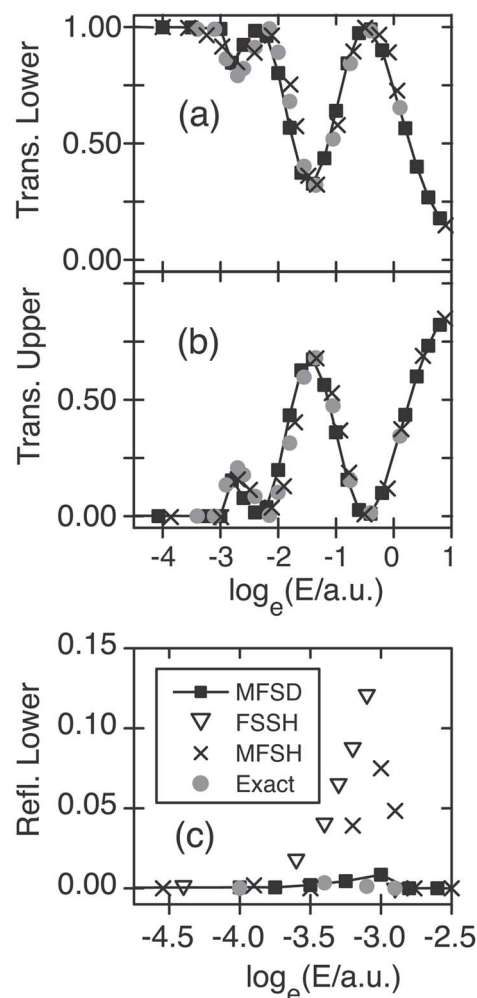 1.00
0.50
0.00
Trans. Lower
(a)
0.50
0.00
Trans. Upper
(b)
-4 -3 -2 -1 0 1
logₑ(E/a.u.)
0.15
0.10
0.05
0.00
Refl. Lower
MFSD
FSSH
MFSH
Exact
(c)
-4.5 -4.0 -3.5 -3.0 -2.5
logₑ(E/a.u.)